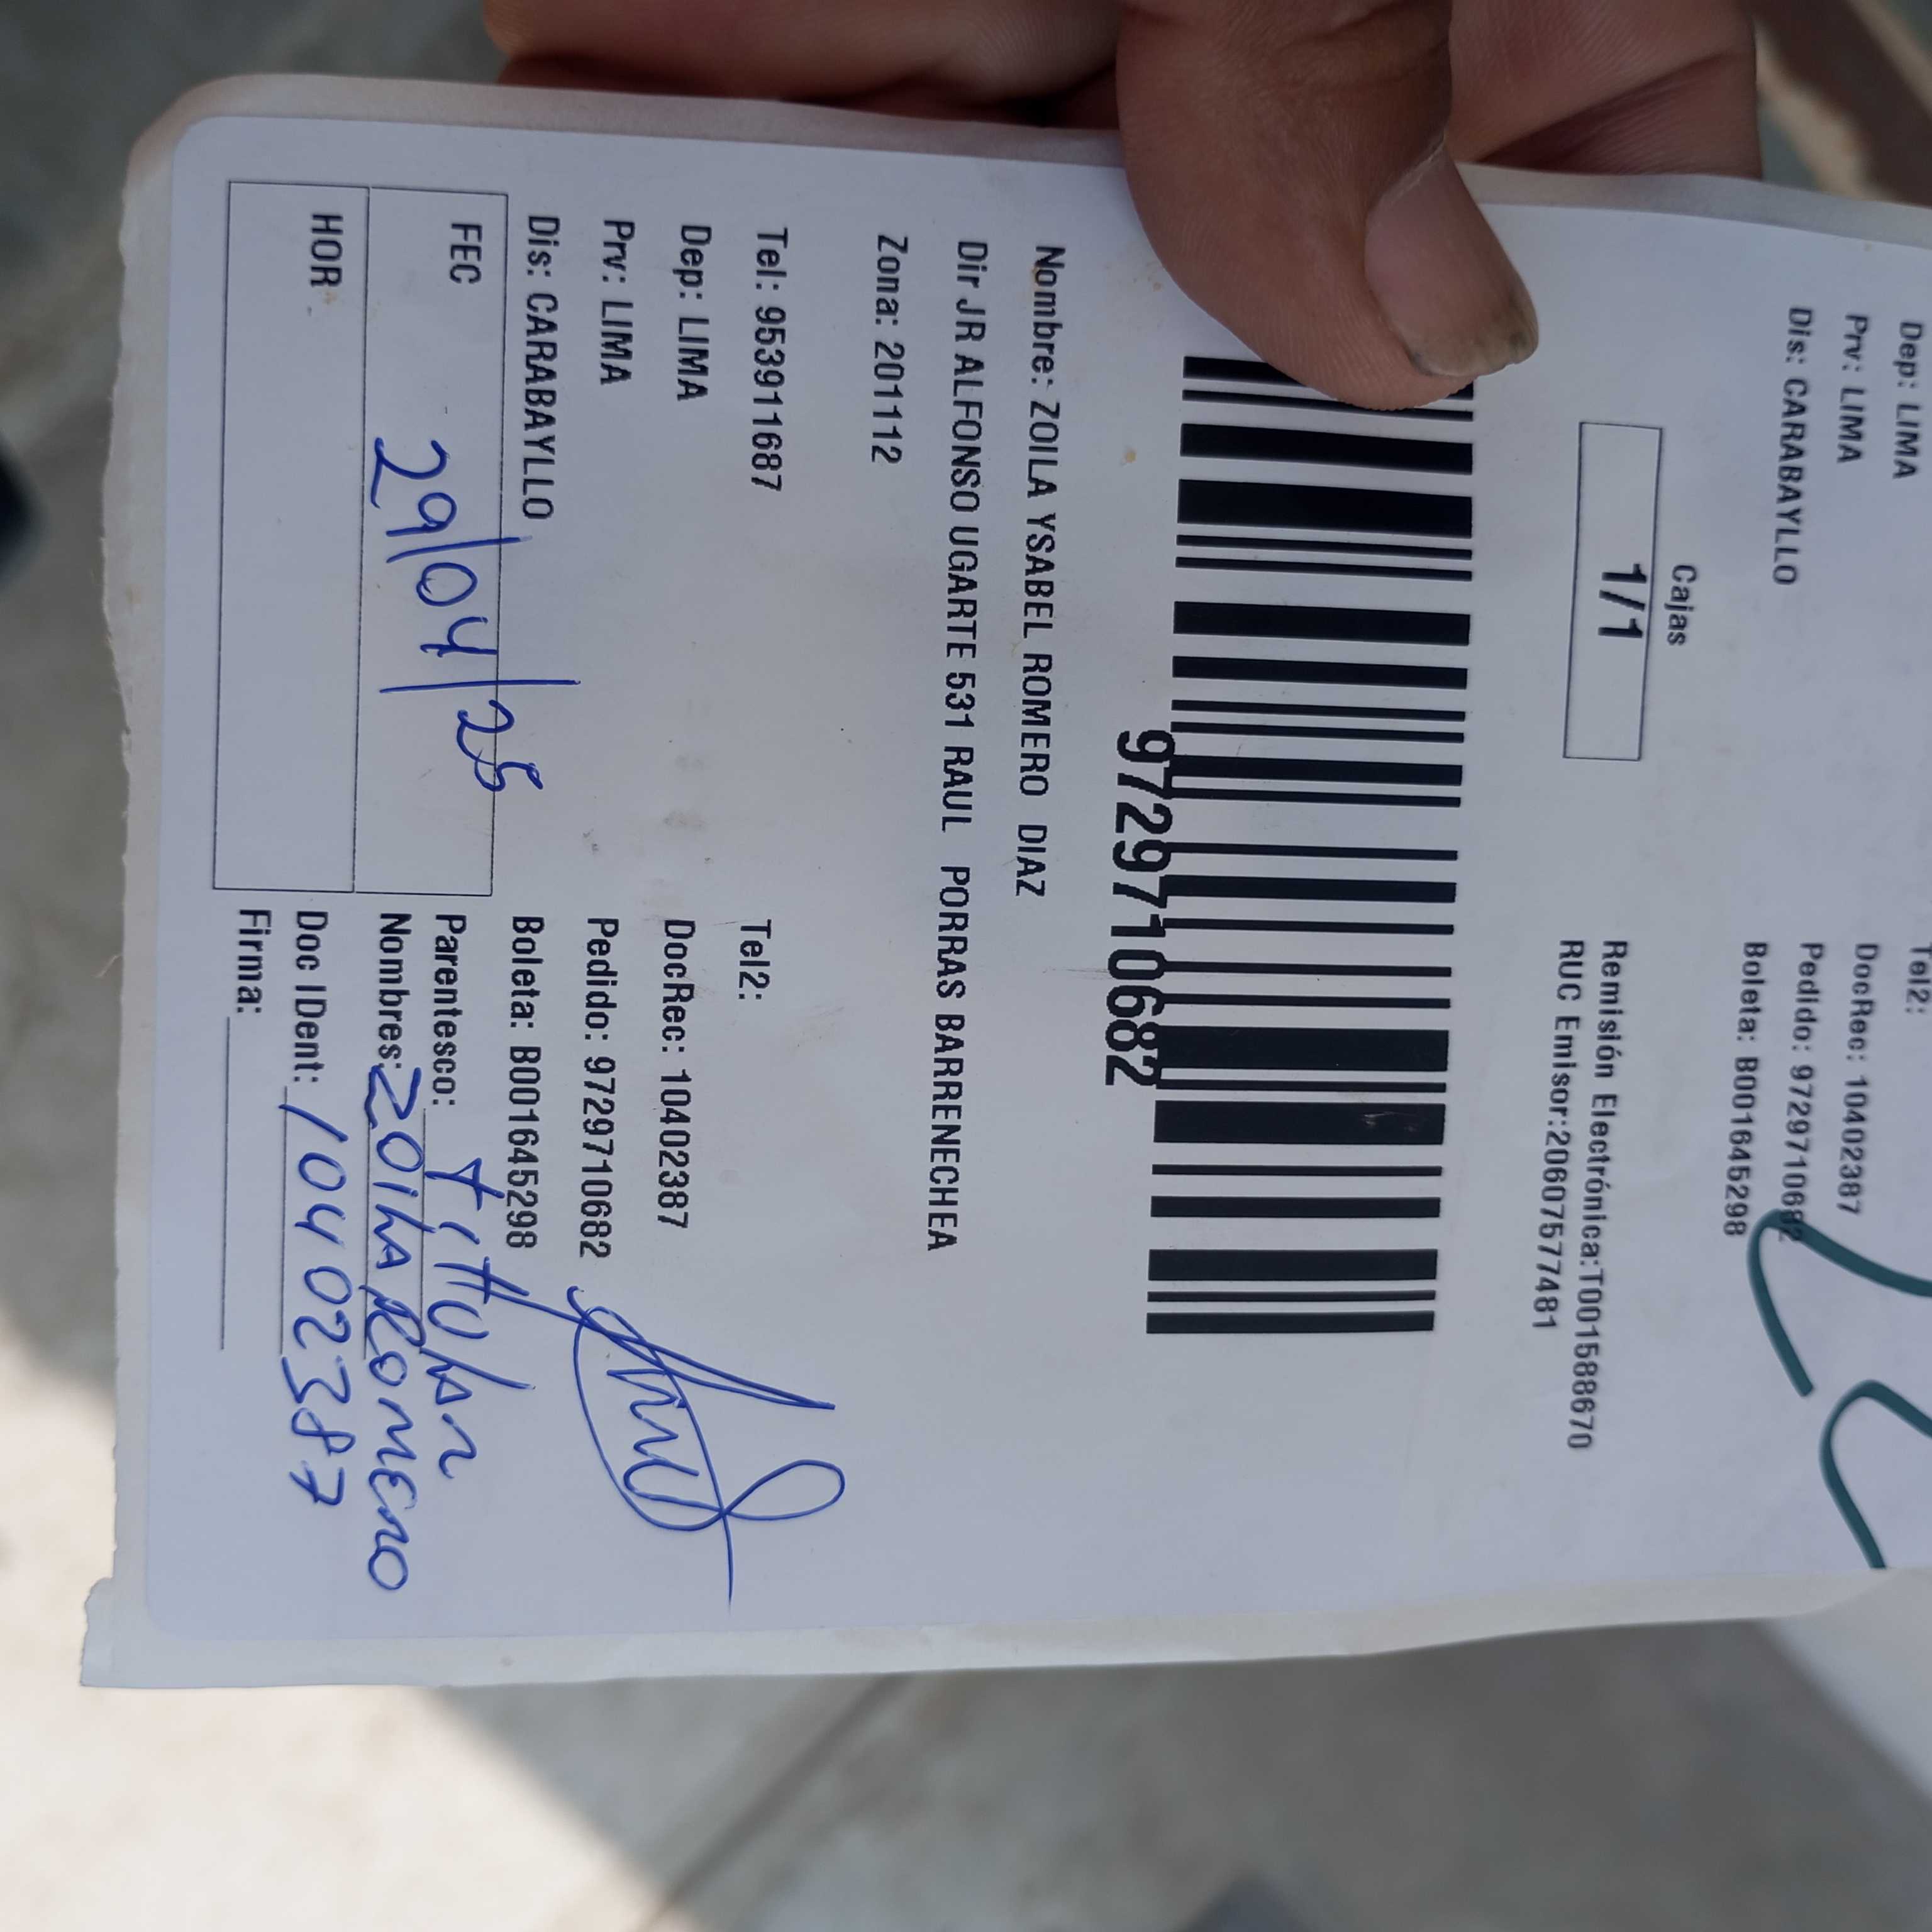 Dep: LIMA
Tel2:
Prv: LIMA
DocRec: 10402387
Dis: CARABAYLLO
Pedido: 9729710682
Boleta: B001645298
Cajas
1/1
Remisión Electrónica:T001588670
RUC Emisor:20607577481
9729710682
Nombre: ZOILA YSABEL ROMERO DIAZ
Dir JR ALFONSO UGARTE 531 RAUL PORRAS BARRENECHEA
Zona: 201112
Tel: 953911687
Tel2:
Dep: LIMA
DocRec: 10402387
Prv: LIMA
Pedido: 9729710682
Dis: CARABAYLLO
Boleta: B001645298
FEC 29/04/25
Parentesco: TITULAR
Nombres: ZOILA ROMERO
HOR
Doc IDent: 10402387
Firma: